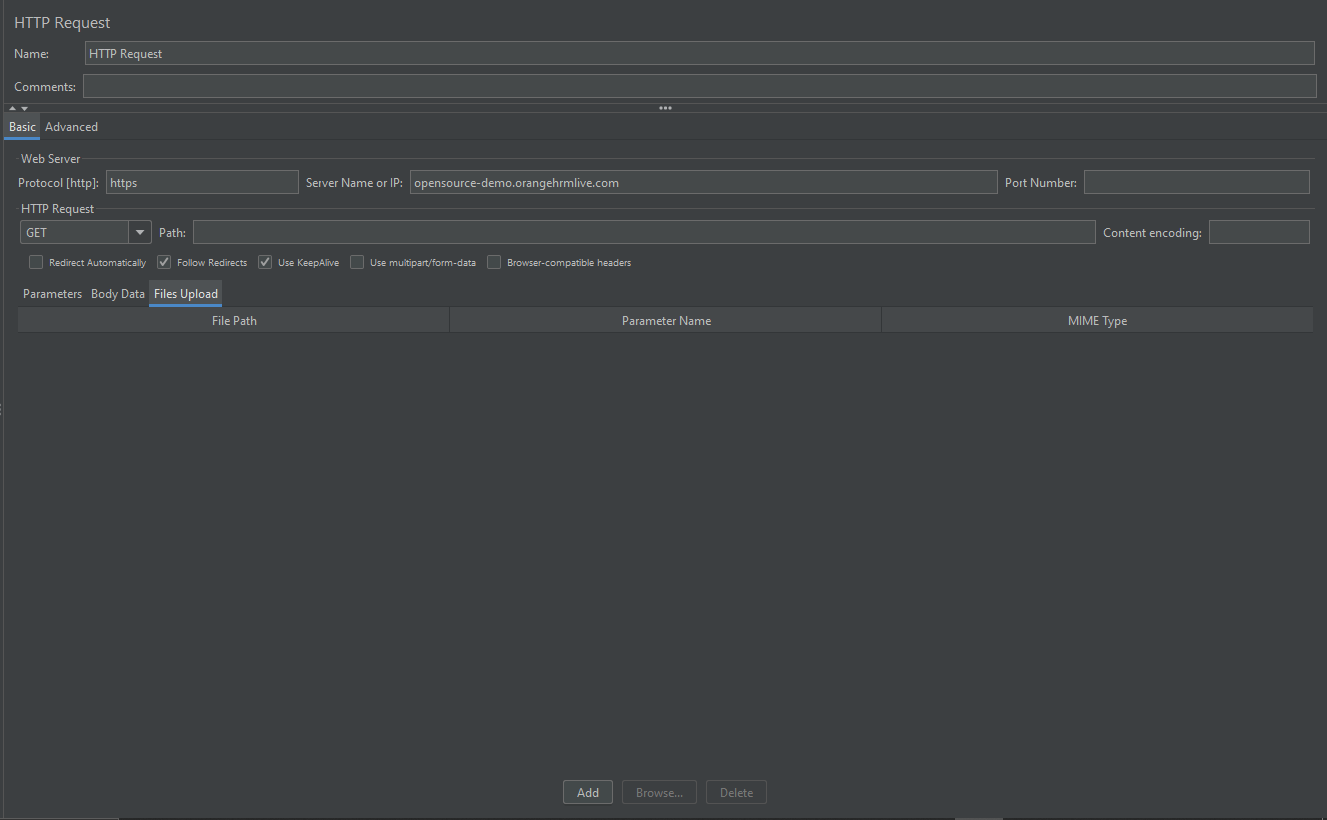 HTTP Request
Name: HTTP Request
Comments:
Basic Advanced
Web Server
Protocol [http]: https Server Name or IP: opensource-demo.orangehrmlive.com Port Number:
HTTP Request
GET Path: Content encoding:
Redirect Automatically Follow Redirects Use KeepAlive Use multipart/form-data Browser-compatible headers
Parameters Body Data Files Upload
File Path Parameter Name MIME Type
Add Browse... Delete